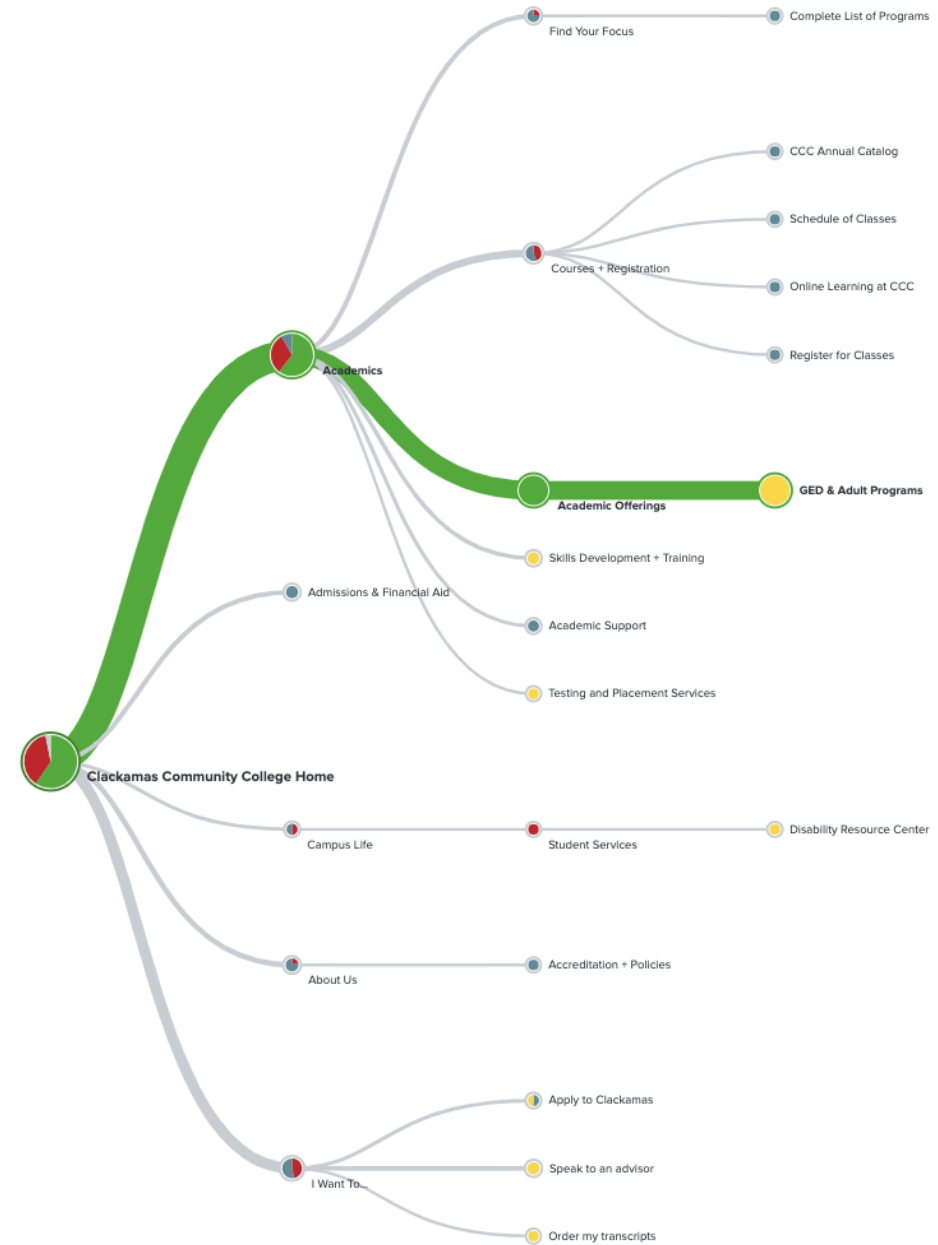 Find Your Focus
Complete List of Programs
CCC Annual Catalog
Schedule of Classes
Courses + Registration
Online Learning at CCC
Register for Classes
Academics
GED & Adult Programs
Academic Offerings
Skills Development + Training
Admissions & Financial Aid
Academic Support
Testing and Placement Services
Clackamas Community College Home
Disability Resource Center
Campus Life
Student Services
About Us
Accreditation + Policies
Apply to Clackamas
Speak to an advisor
I Want To...
Order my transcripts